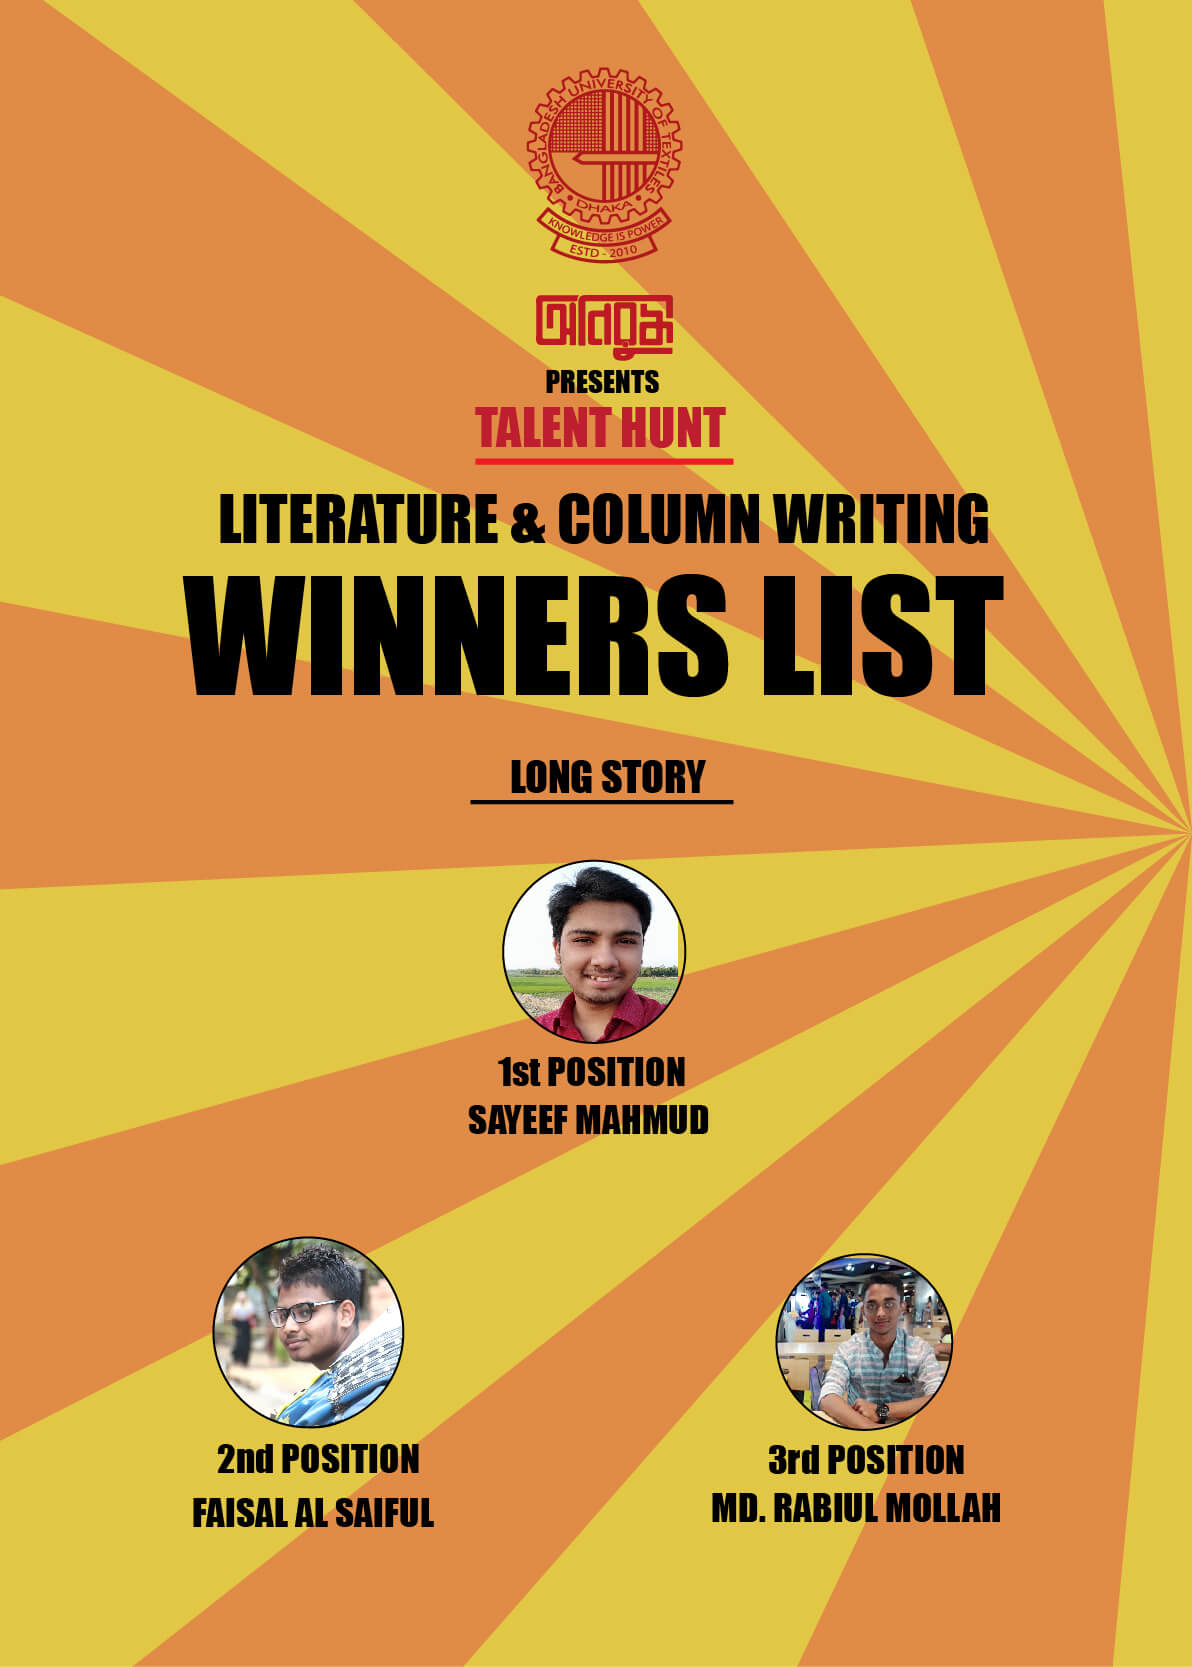 BANGLADESH UNIVERSITY OF TEXTILES
DHAKA
KNOWLEDGE IS POWER
ESTD - 2010
অনিরুদ্ধ
PRESENTS
TALENT HUNT
LITERATURE & COLUMN WRITING
WINNERS LIST
LONG STORY
1st POSITION
SAYEEF MAHMUD
2nd POSITION
FAISAL AL SAIFUL
3rd POSITION
MD. RABIUL MOLLAH